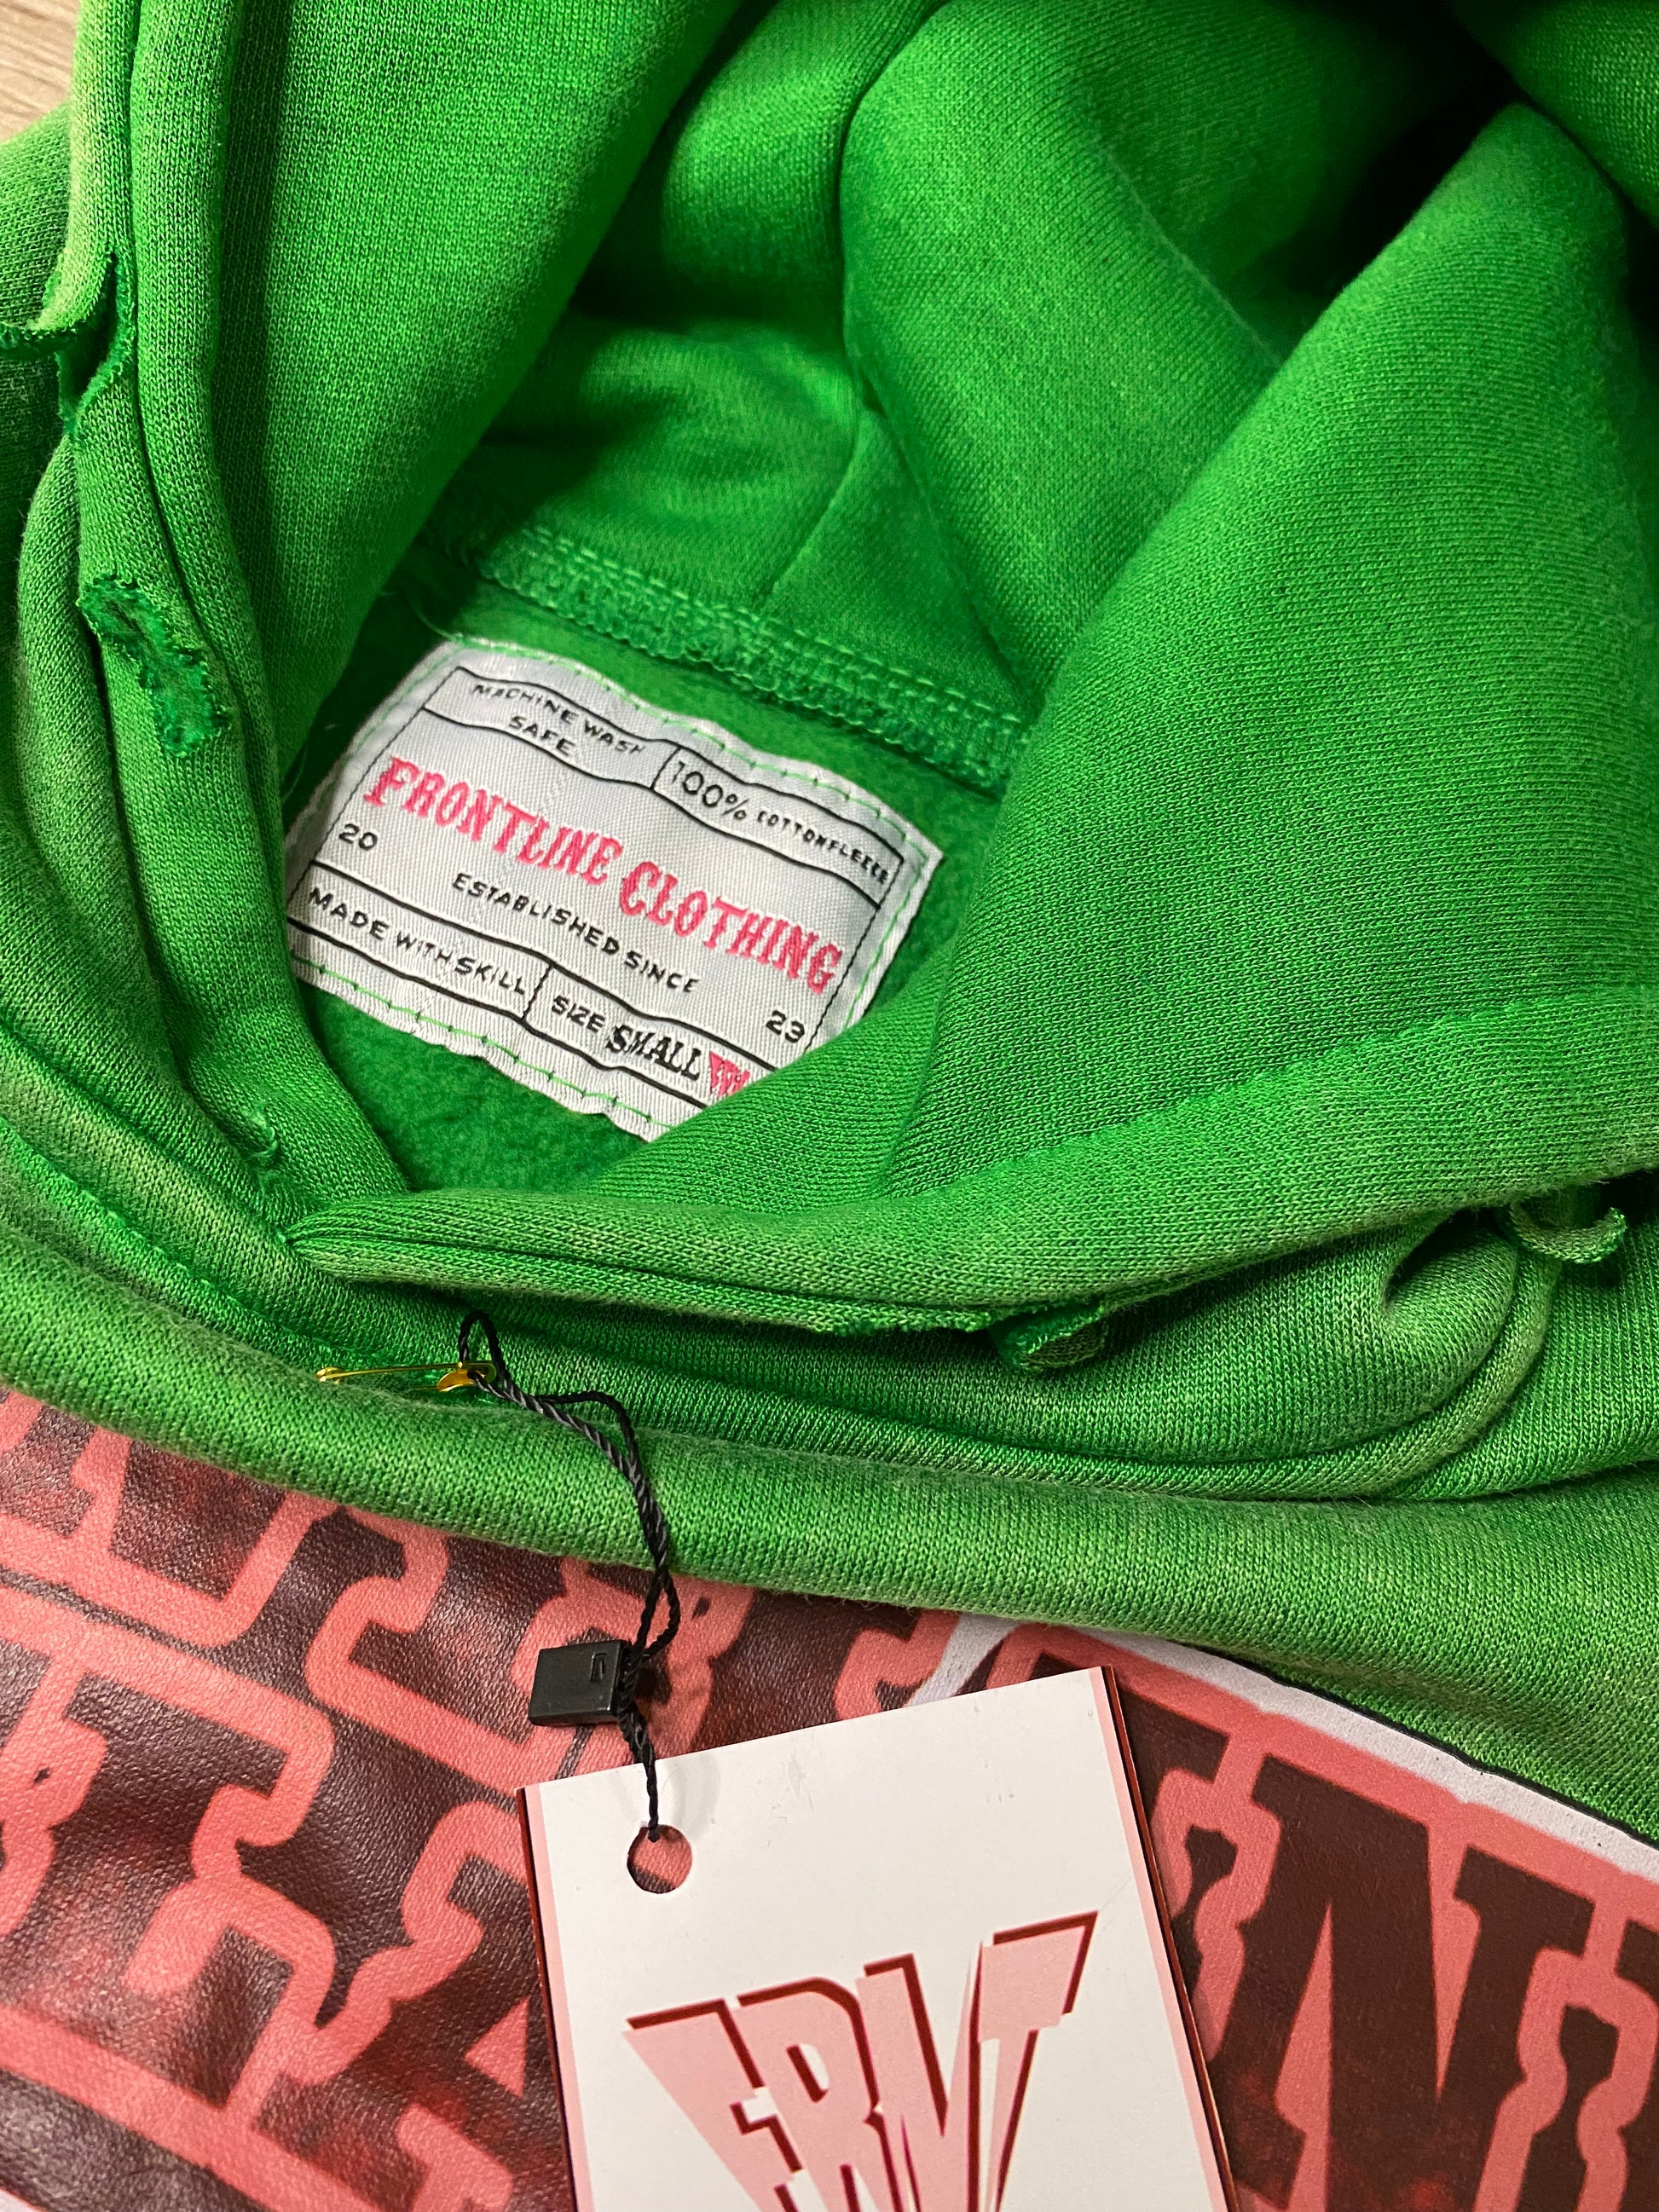 MACHINE WASH
SAFE
100% COTTONFLEECE
FRONTLINE CLOTHING
20
ESTABLISHED SINCE
23
MADE WITH SKILL
SIZE SMALL
FRNT